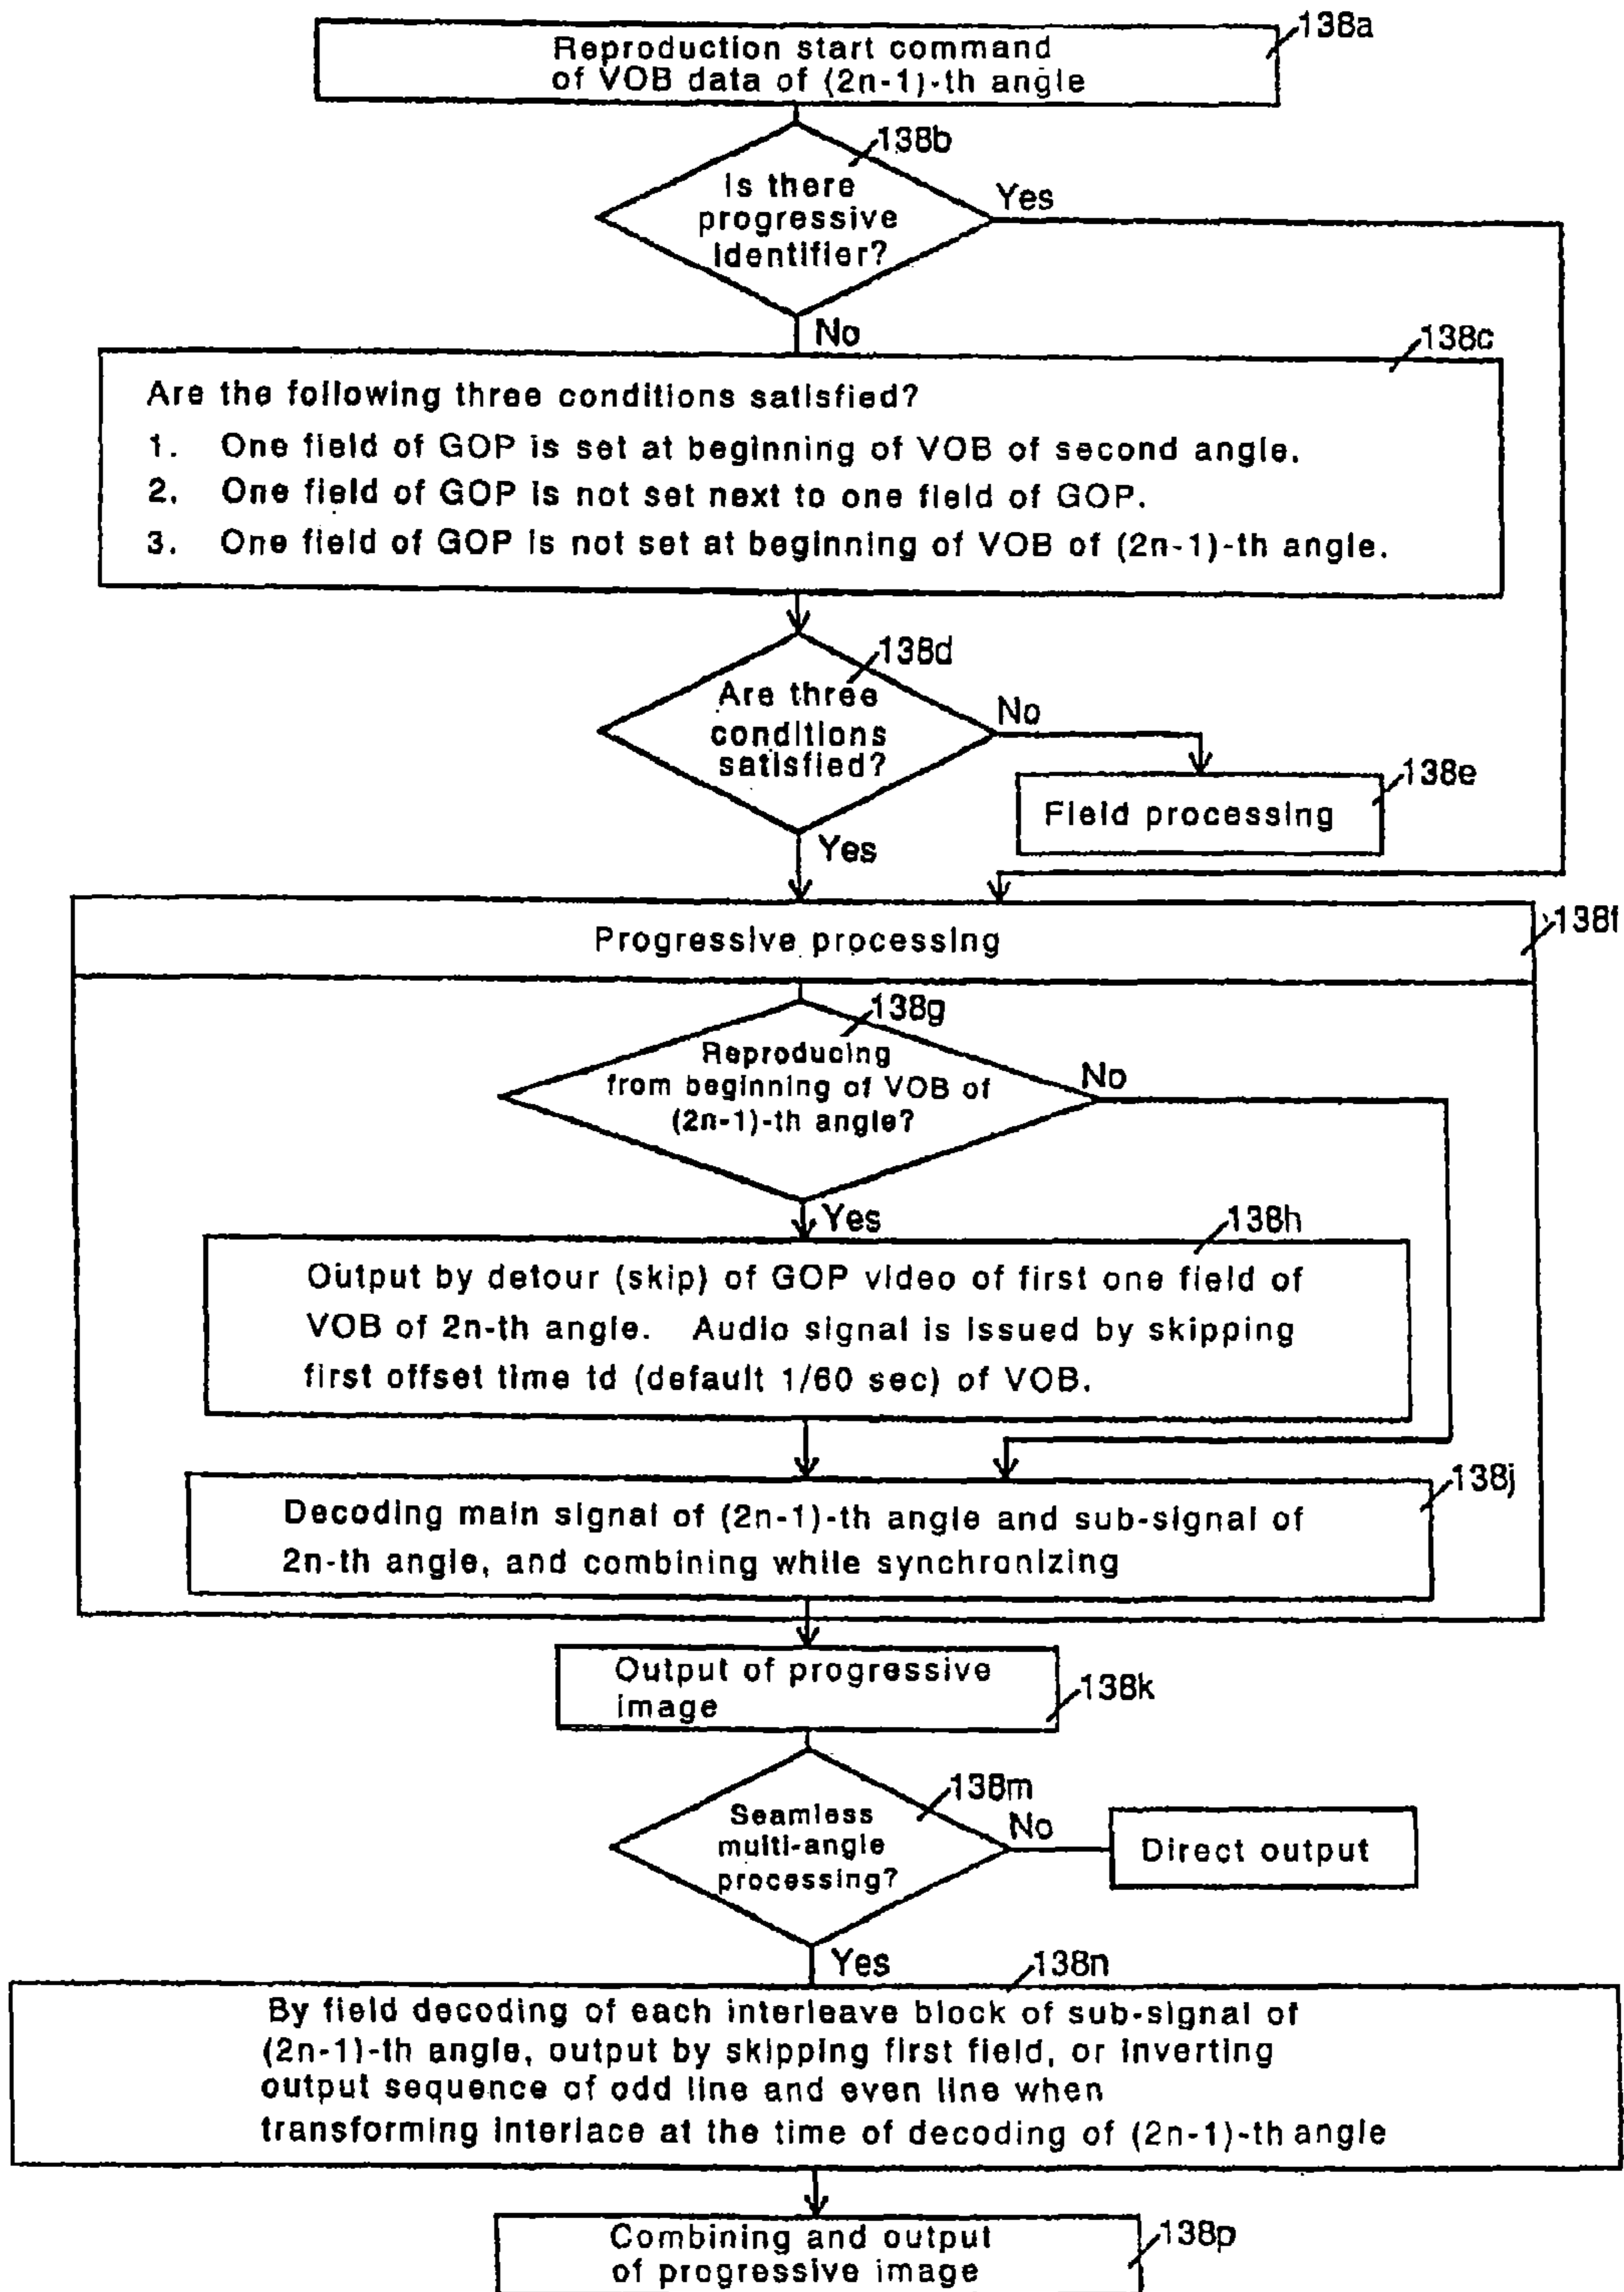 138a
Reproduction start command
of VOB data of (2n-1)-th angle
138b
Is there
progressive
identifier?
Yes
No
138c
Are the following three conditions satisfied?
1. One field of GOP is set at beginning of VOB of second angle.
2. One field of GOP is not set next to one field of GOP.
3. One field of GOP is not set at beginning of VOB of (2n-1)-th angle.
138d
Are three
conditions
satisfied?
No
138e
Field processing
Yes
138f
Progressive processing
138g
Reproducing
from beginning of VOB of
(2n-1)-th angle?
No
Yes
138h
Output by detour (skip) of GOP video of first one field of
VOB of 2n-th angle. Audio signal is issued by skipping
first offset time td (default 1/60 sec) of VOB.
138j
Decoding main signal of (2n-1)-th angle and sub-signal of
2n-th angle, and combining while synchronizing
Output of progressive
image
138k
138m
Seamless
multi-angle
processing?
No
Direct output
Yes
138n
By field decoding of each interleave block of sub-signal of
(2n-1)-th angle, output by skipping first field, or inverting
output sequence of odd line and even line when
transforming interlace at the time of decoding of (2n-1)-th angle
138p
Combining and output
of progressive image